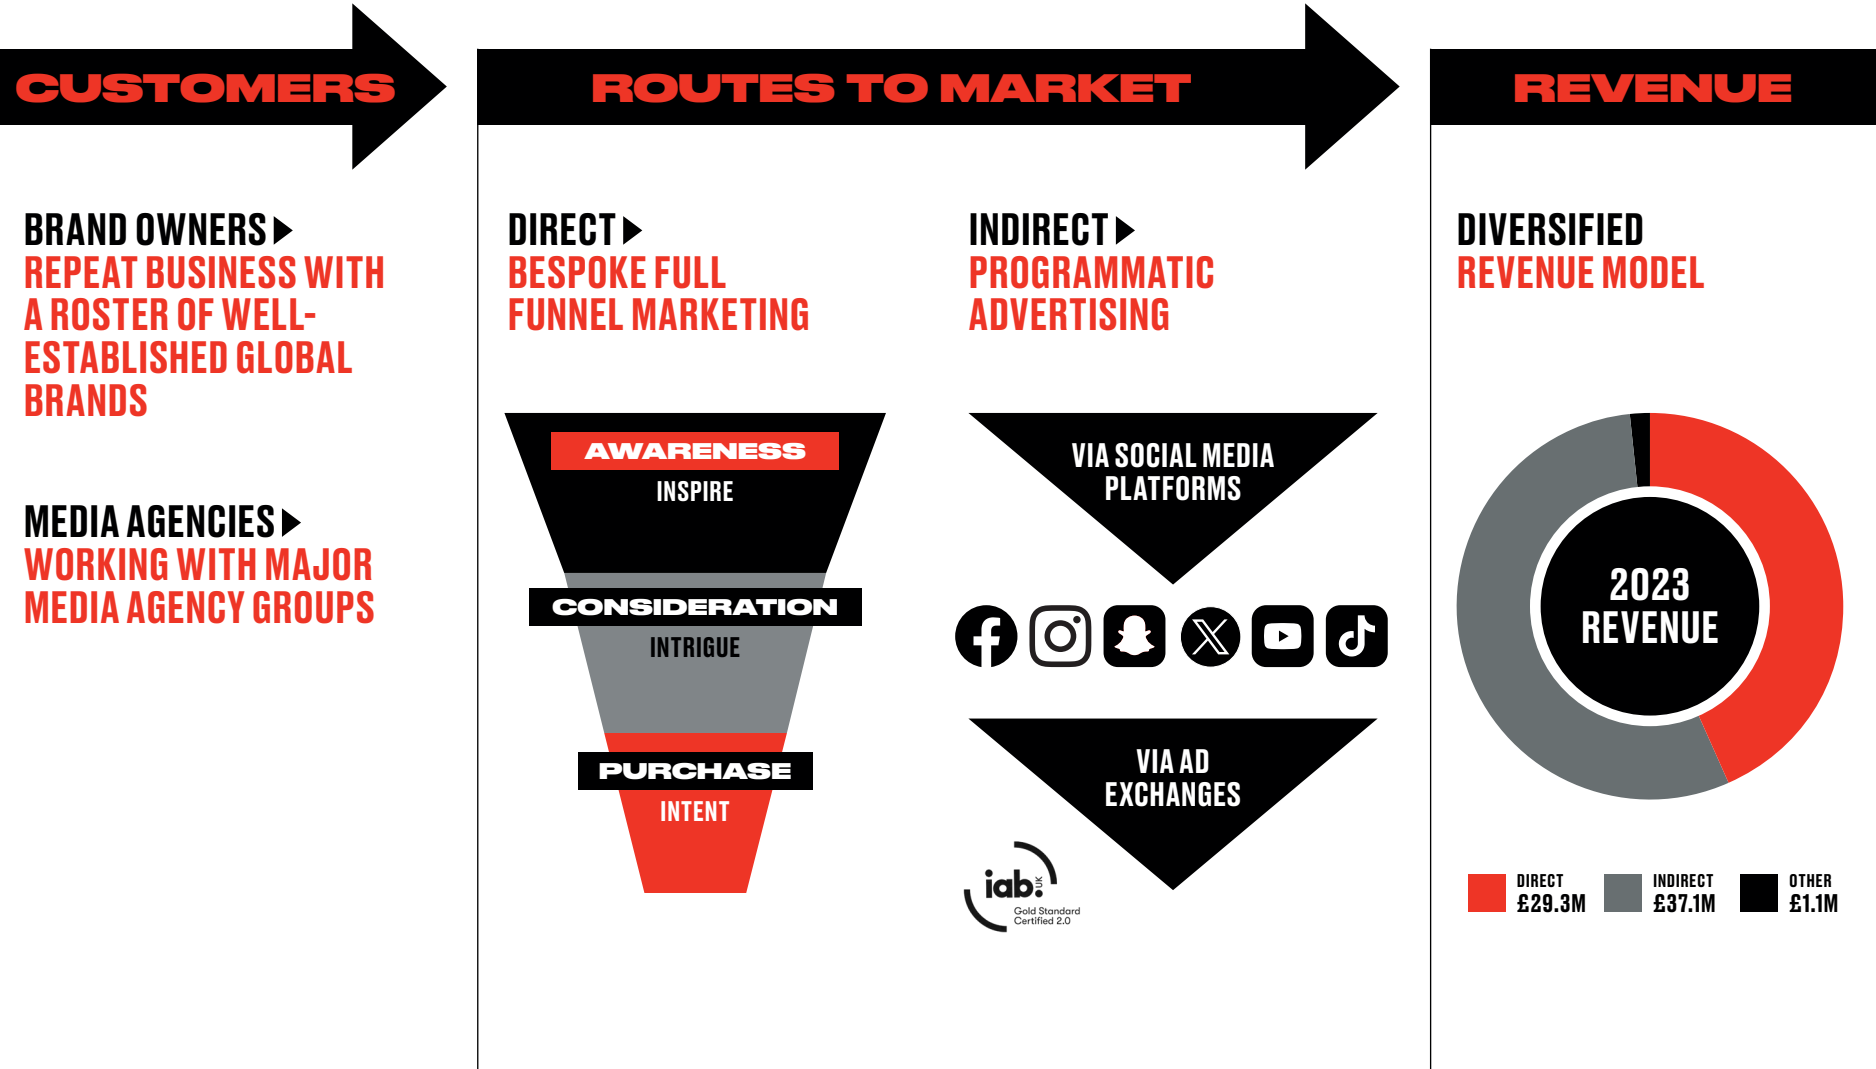 CUSTOMERS
BRAND OWNERS
REPEAT BUSINESS WITH
A ROSTER OF WELL-
ESTABLISHED GLOBAL
BRANDS
MEDIA AGENCIES
WORKING WITH MAJOR
MEDIA AGENCY GROUPS
ROUTES TO MARKET
DIRECT
BESPOKE FULL
FUNNEL MARKETING
AWARENESS
INSPIRE
CONSIDERATION
INTRIGUE
PURCHASE
INTENT
INDIRECT
PROGRAMMATIC
ADVERTISING
VIA SOCIAL MEDIA
PLATFORMS
VIA AD
EXCHANGES
iab. UK
Gold Standard
Certified 2.0
REVENUE
DIVERSIFIED
REVENUE MODEL
2023
REVENUE
DIRECT
£29.3M
INDIRECT
£37.1M
OTHER
£1.1M